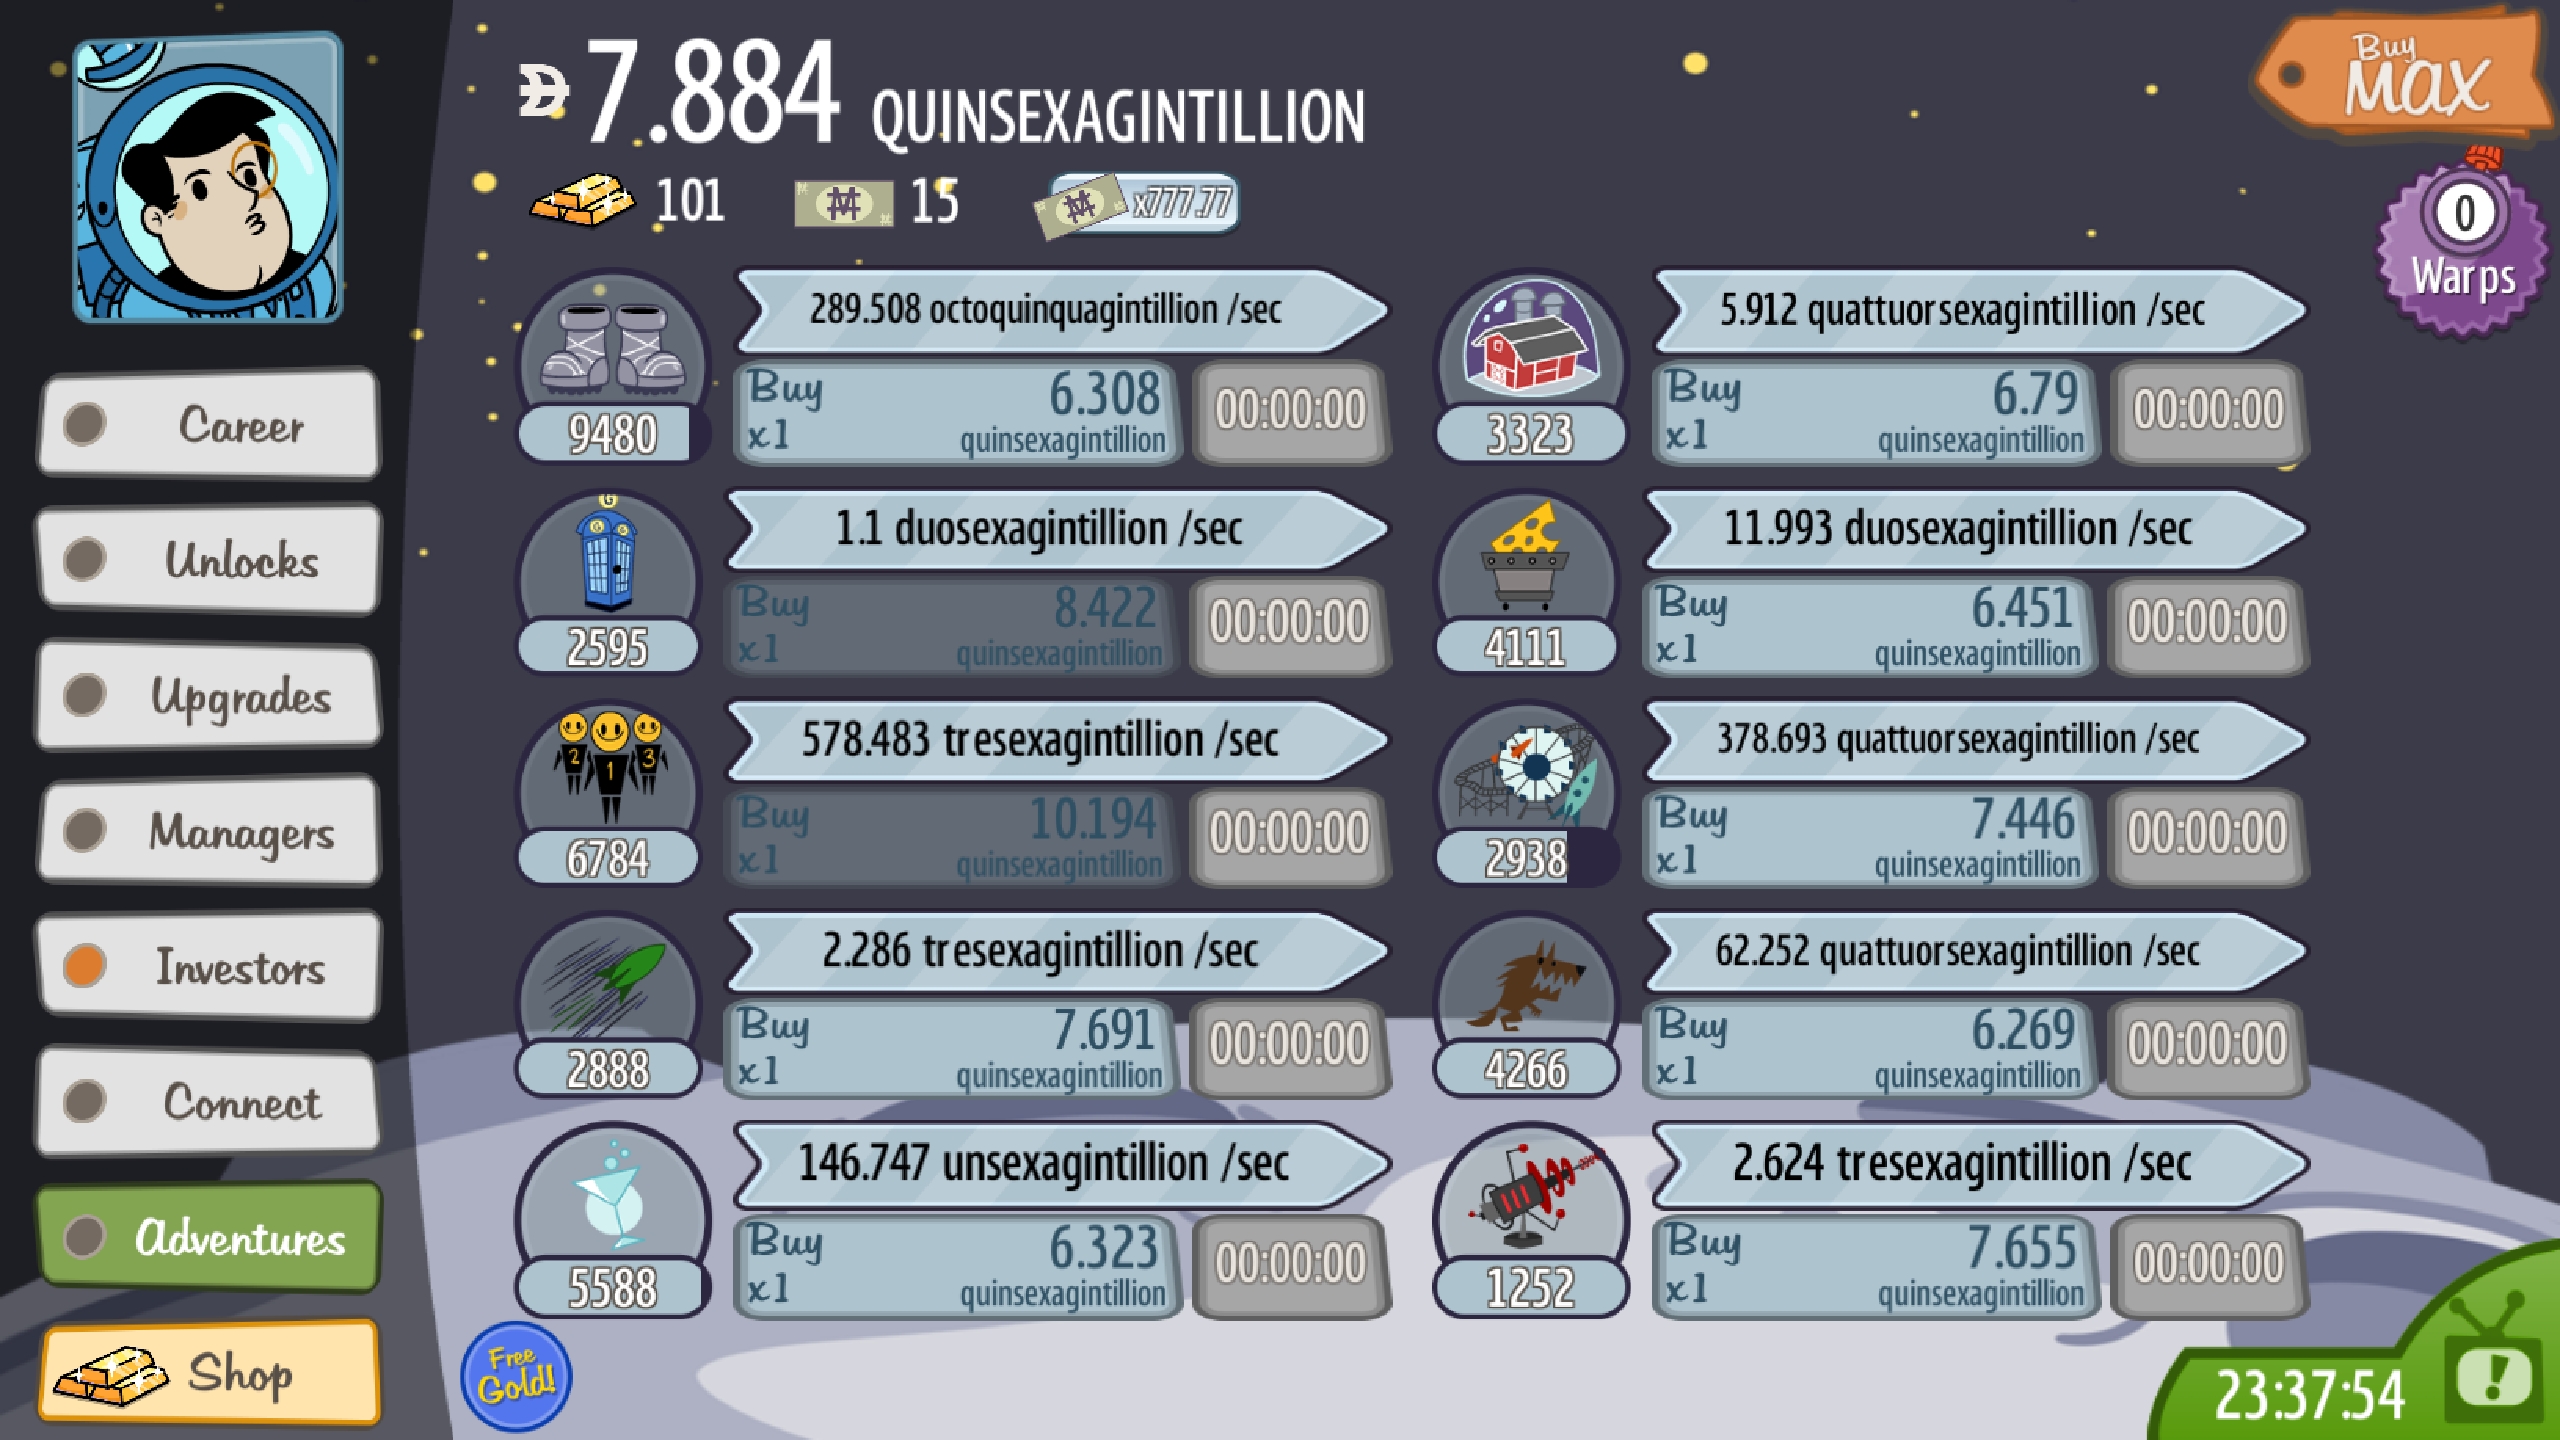 7.884 QUINSEXAGINTILLION
Buy
MAX
101 15 x777.77
0
Warps
Career
Unlocks
Upgrades
Managers
Investors
Connect
Adventures
Shop
289.508 octoquinquagintillion /sec
9480
Buy 6.308
x1 quinsexagintillion
00:00:00
5.912 quattuorsexagintillion /sec
3323
Buy 6.79
x1 quinsexagintillion
00:00:00
G
1.1 duosexagintillion /sec
2595
Buy 8.422
x1 quinsexagintillion
00:00:00
11.993 duosexagintillion /sec
4111
Buy 6.451
x1 quinsexagintillion
00:00:00
2 1 3
578.483 tresexagintillion /sec
6784
Buy 10.194
x1 quinsexagintillion
00:00:00
378.693 quattuorsexagintillion /sec
2938
Buy 7.446
x1 quinsexagintillion
00:00:00
2.286 tresexagintillion /sec
2888
Buy 7.691
x1 quinsexagintillion
00:00:00
62.252 quattuorsexagintillion /sec
4266
Buy 6.269
x1 quinsexagintillion
00:00:00
146.747 unsexagintillion /sec
5588
Buy 6.323
x1 quinsexagintillion
00:00:00
2.624 tresexagintillion /sec
1252
Buy 7.655
x1 quinsexagintillion
00:00:00
Free
Gold!
23:37:54
!